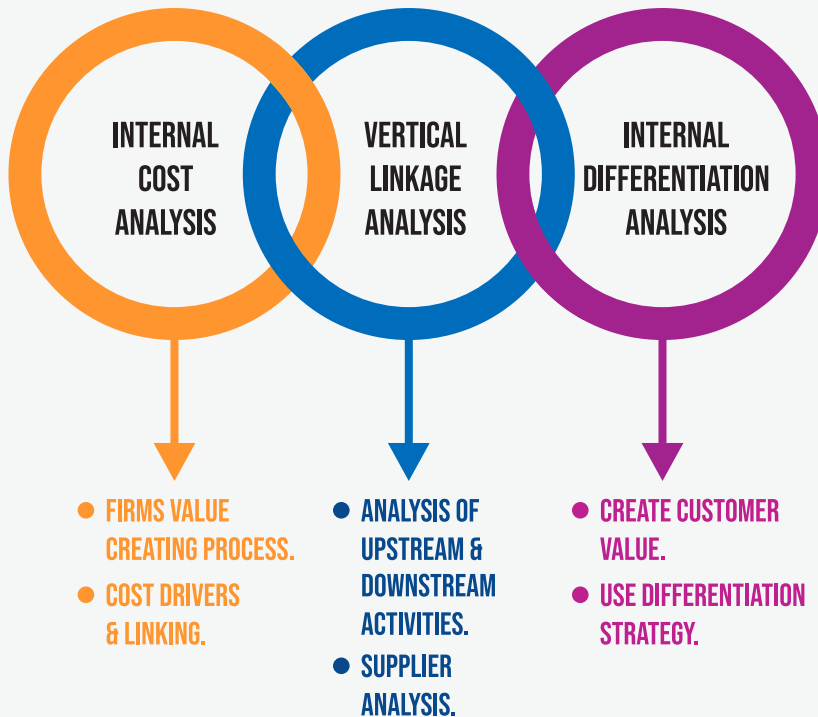 INTERNAL
COST
ANALYSIS
VERTICAL
LINKAGE
ANALYSIS
INTERNAL
DIFFERENTIATION
ANALYSIS
FIRMS VALUE
CREATING PROCESS.
COST DRIVERS
& LINKING.
ANALYSIS OF
UPSTREAM &
DOWNSTREAM
ACTIVITIES.
SUPPLIER
ANALYSIS.
CREATE CUSTOMER
VALUE.
USE DIFFERENTIATION
STRATEGY.